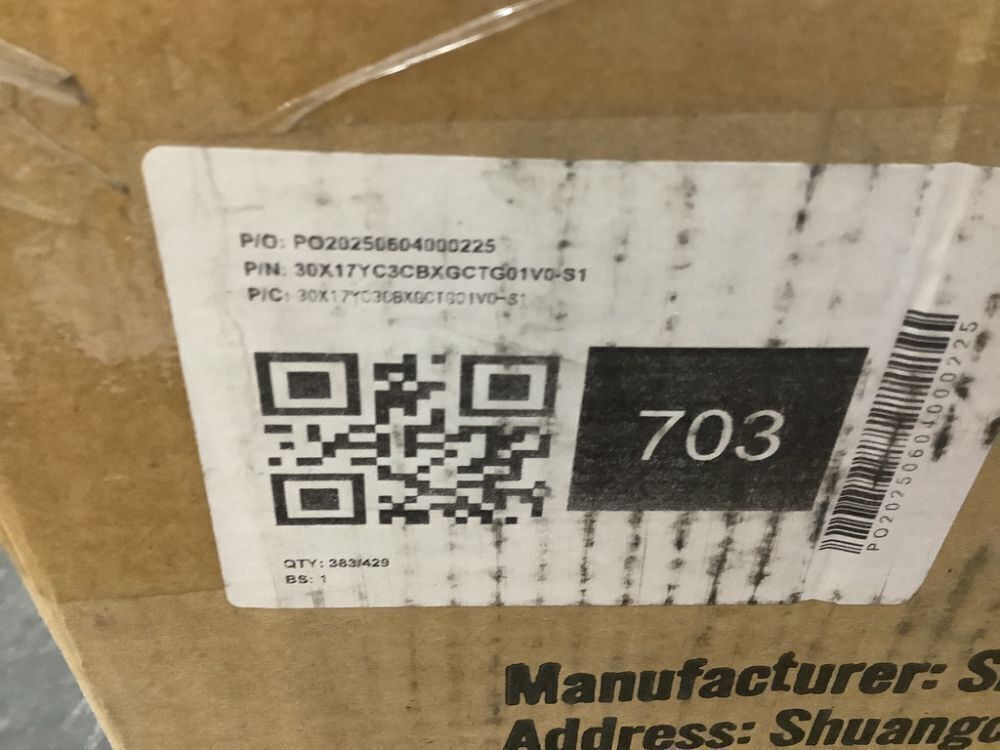 P/O: PO20250604000225
P/N: 30X17YC3CBXGCTG01V0-S1
P/C: 30X17YC3CBXGCTG01V0-S1
703
PO20250604000225
QTY: 383/429
BS: 1
Manufacturer:
Address: